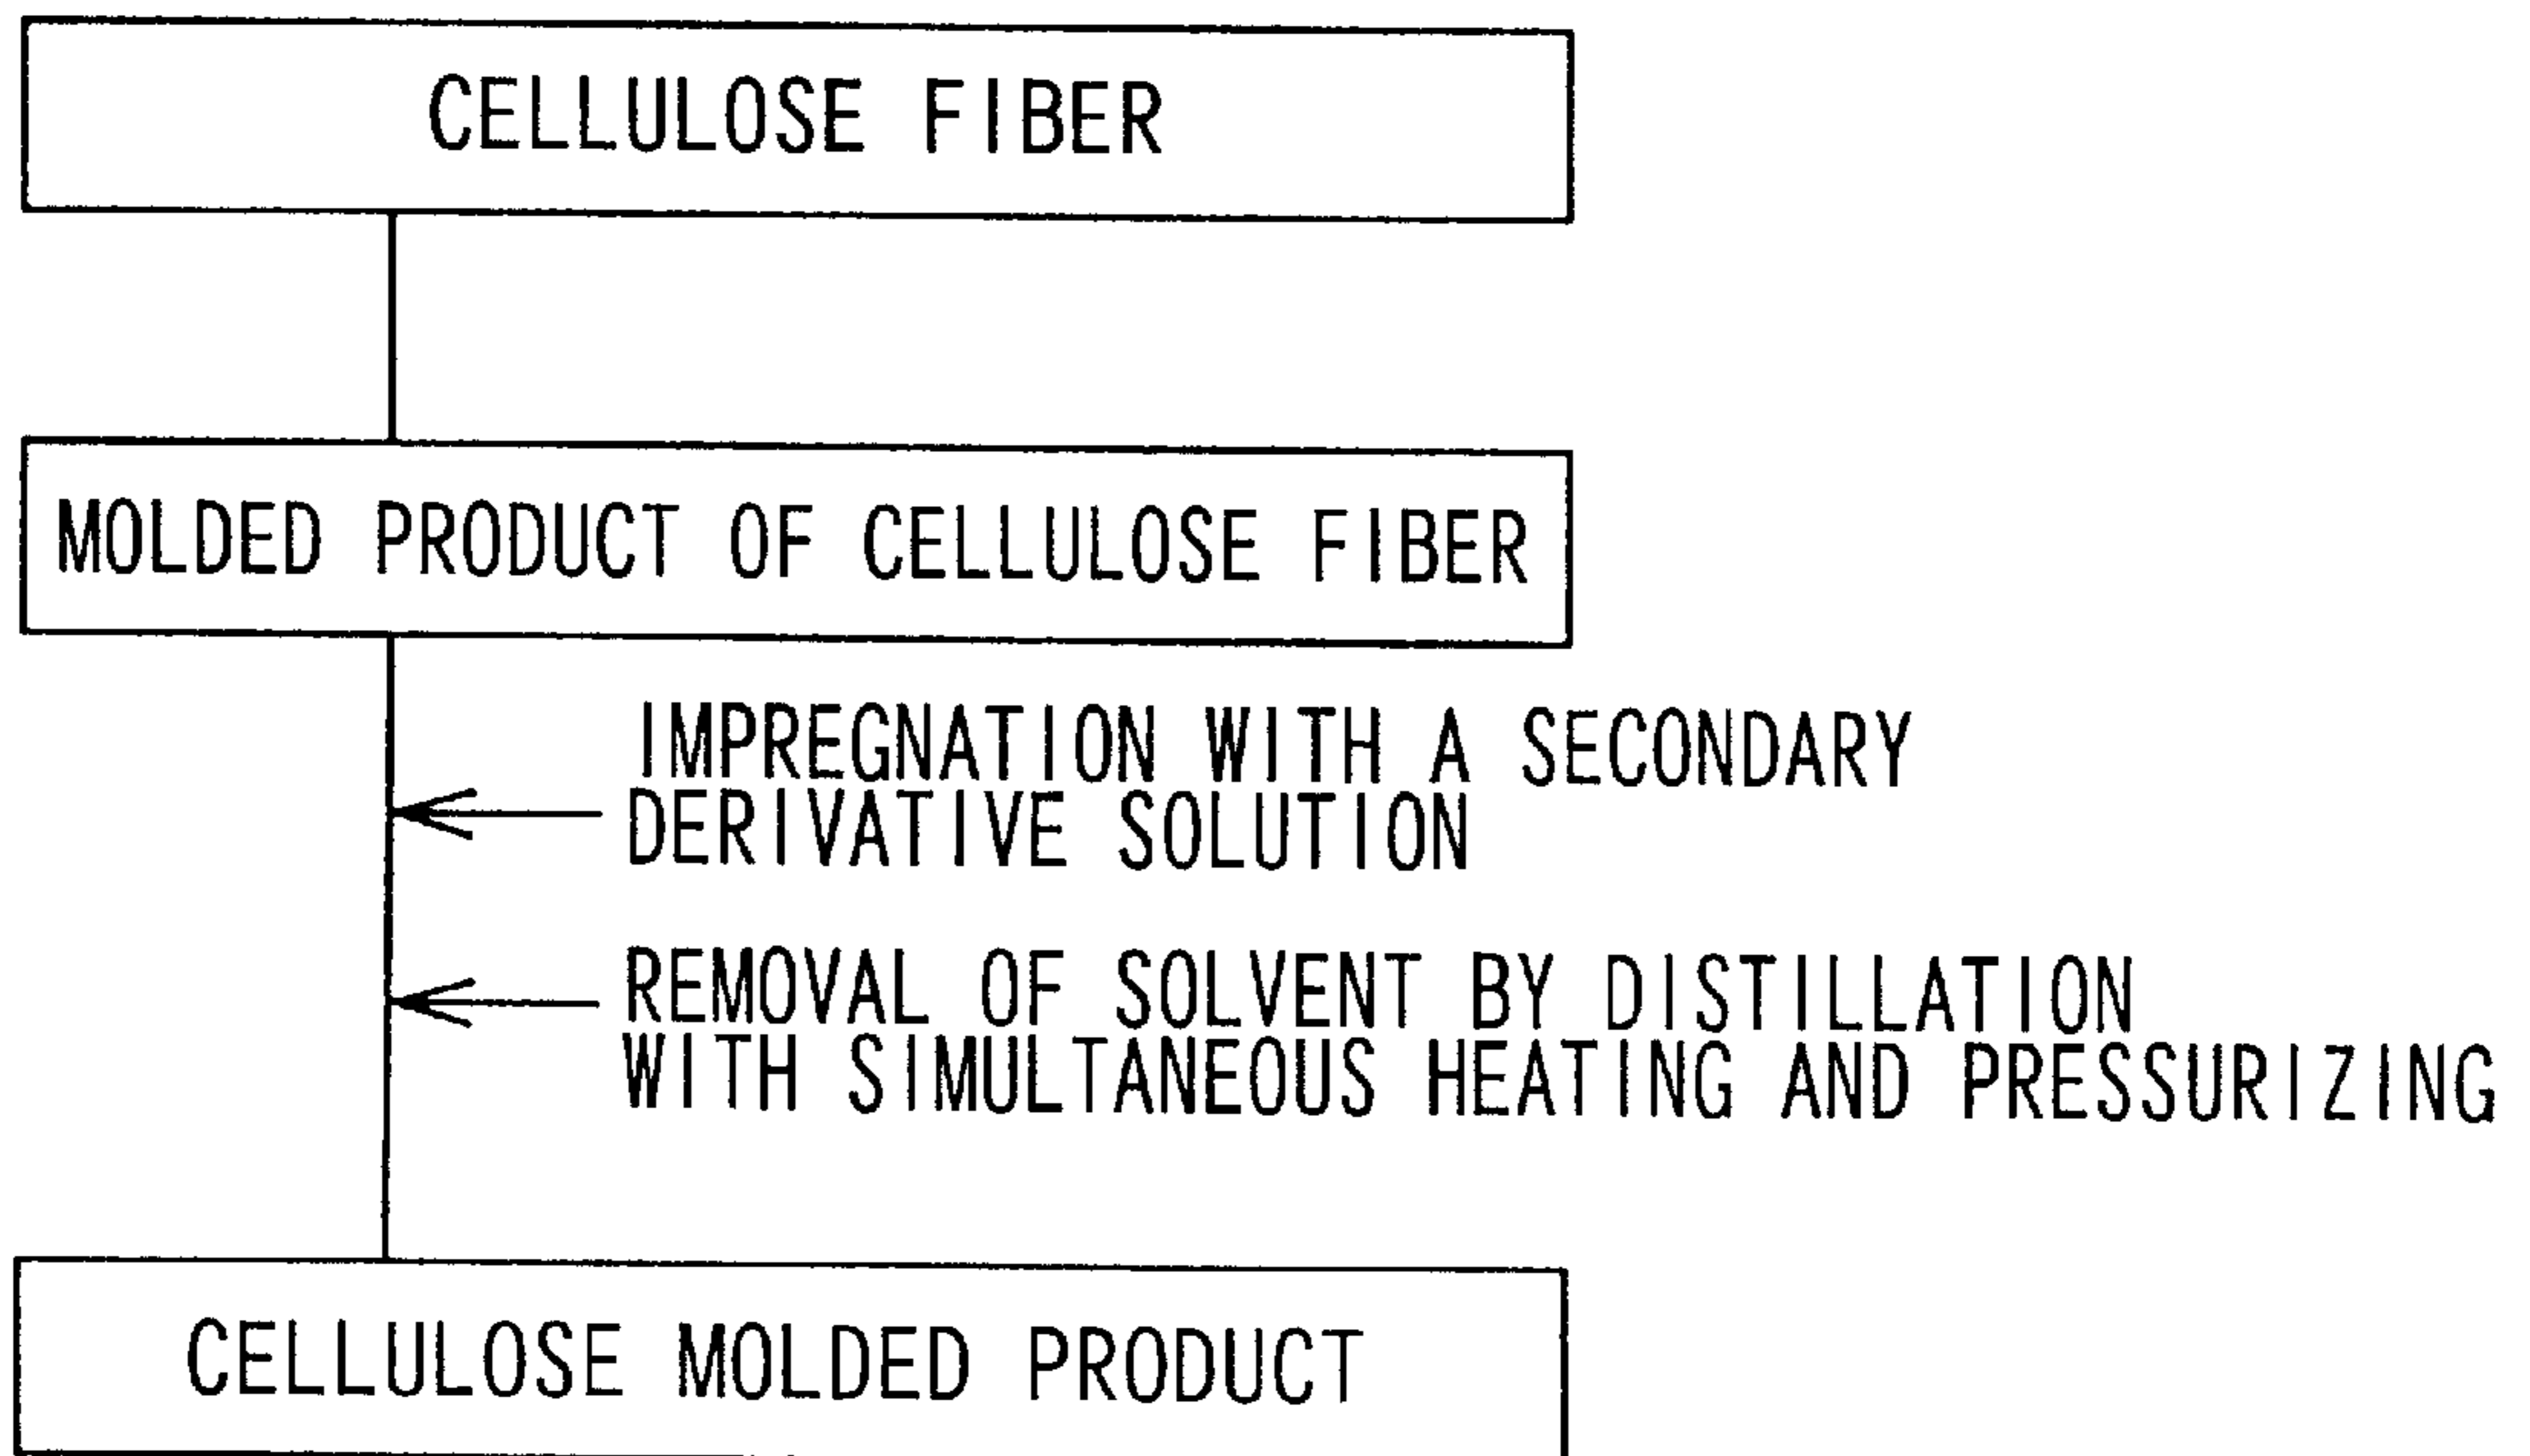 CELLULOSE FIBER
MOLDED PRODUCT OF CELLULOSE FIBER
IMPREGNATION WITH A SECONDARY
DERIVATIVE SOLUTION
REMOVAL OF SOLVENT BY DISTILLATION
WITH SIMULTANEOUS HEATING AND PRESSURIZING
CELLULOSE MOLDED PRODUCT